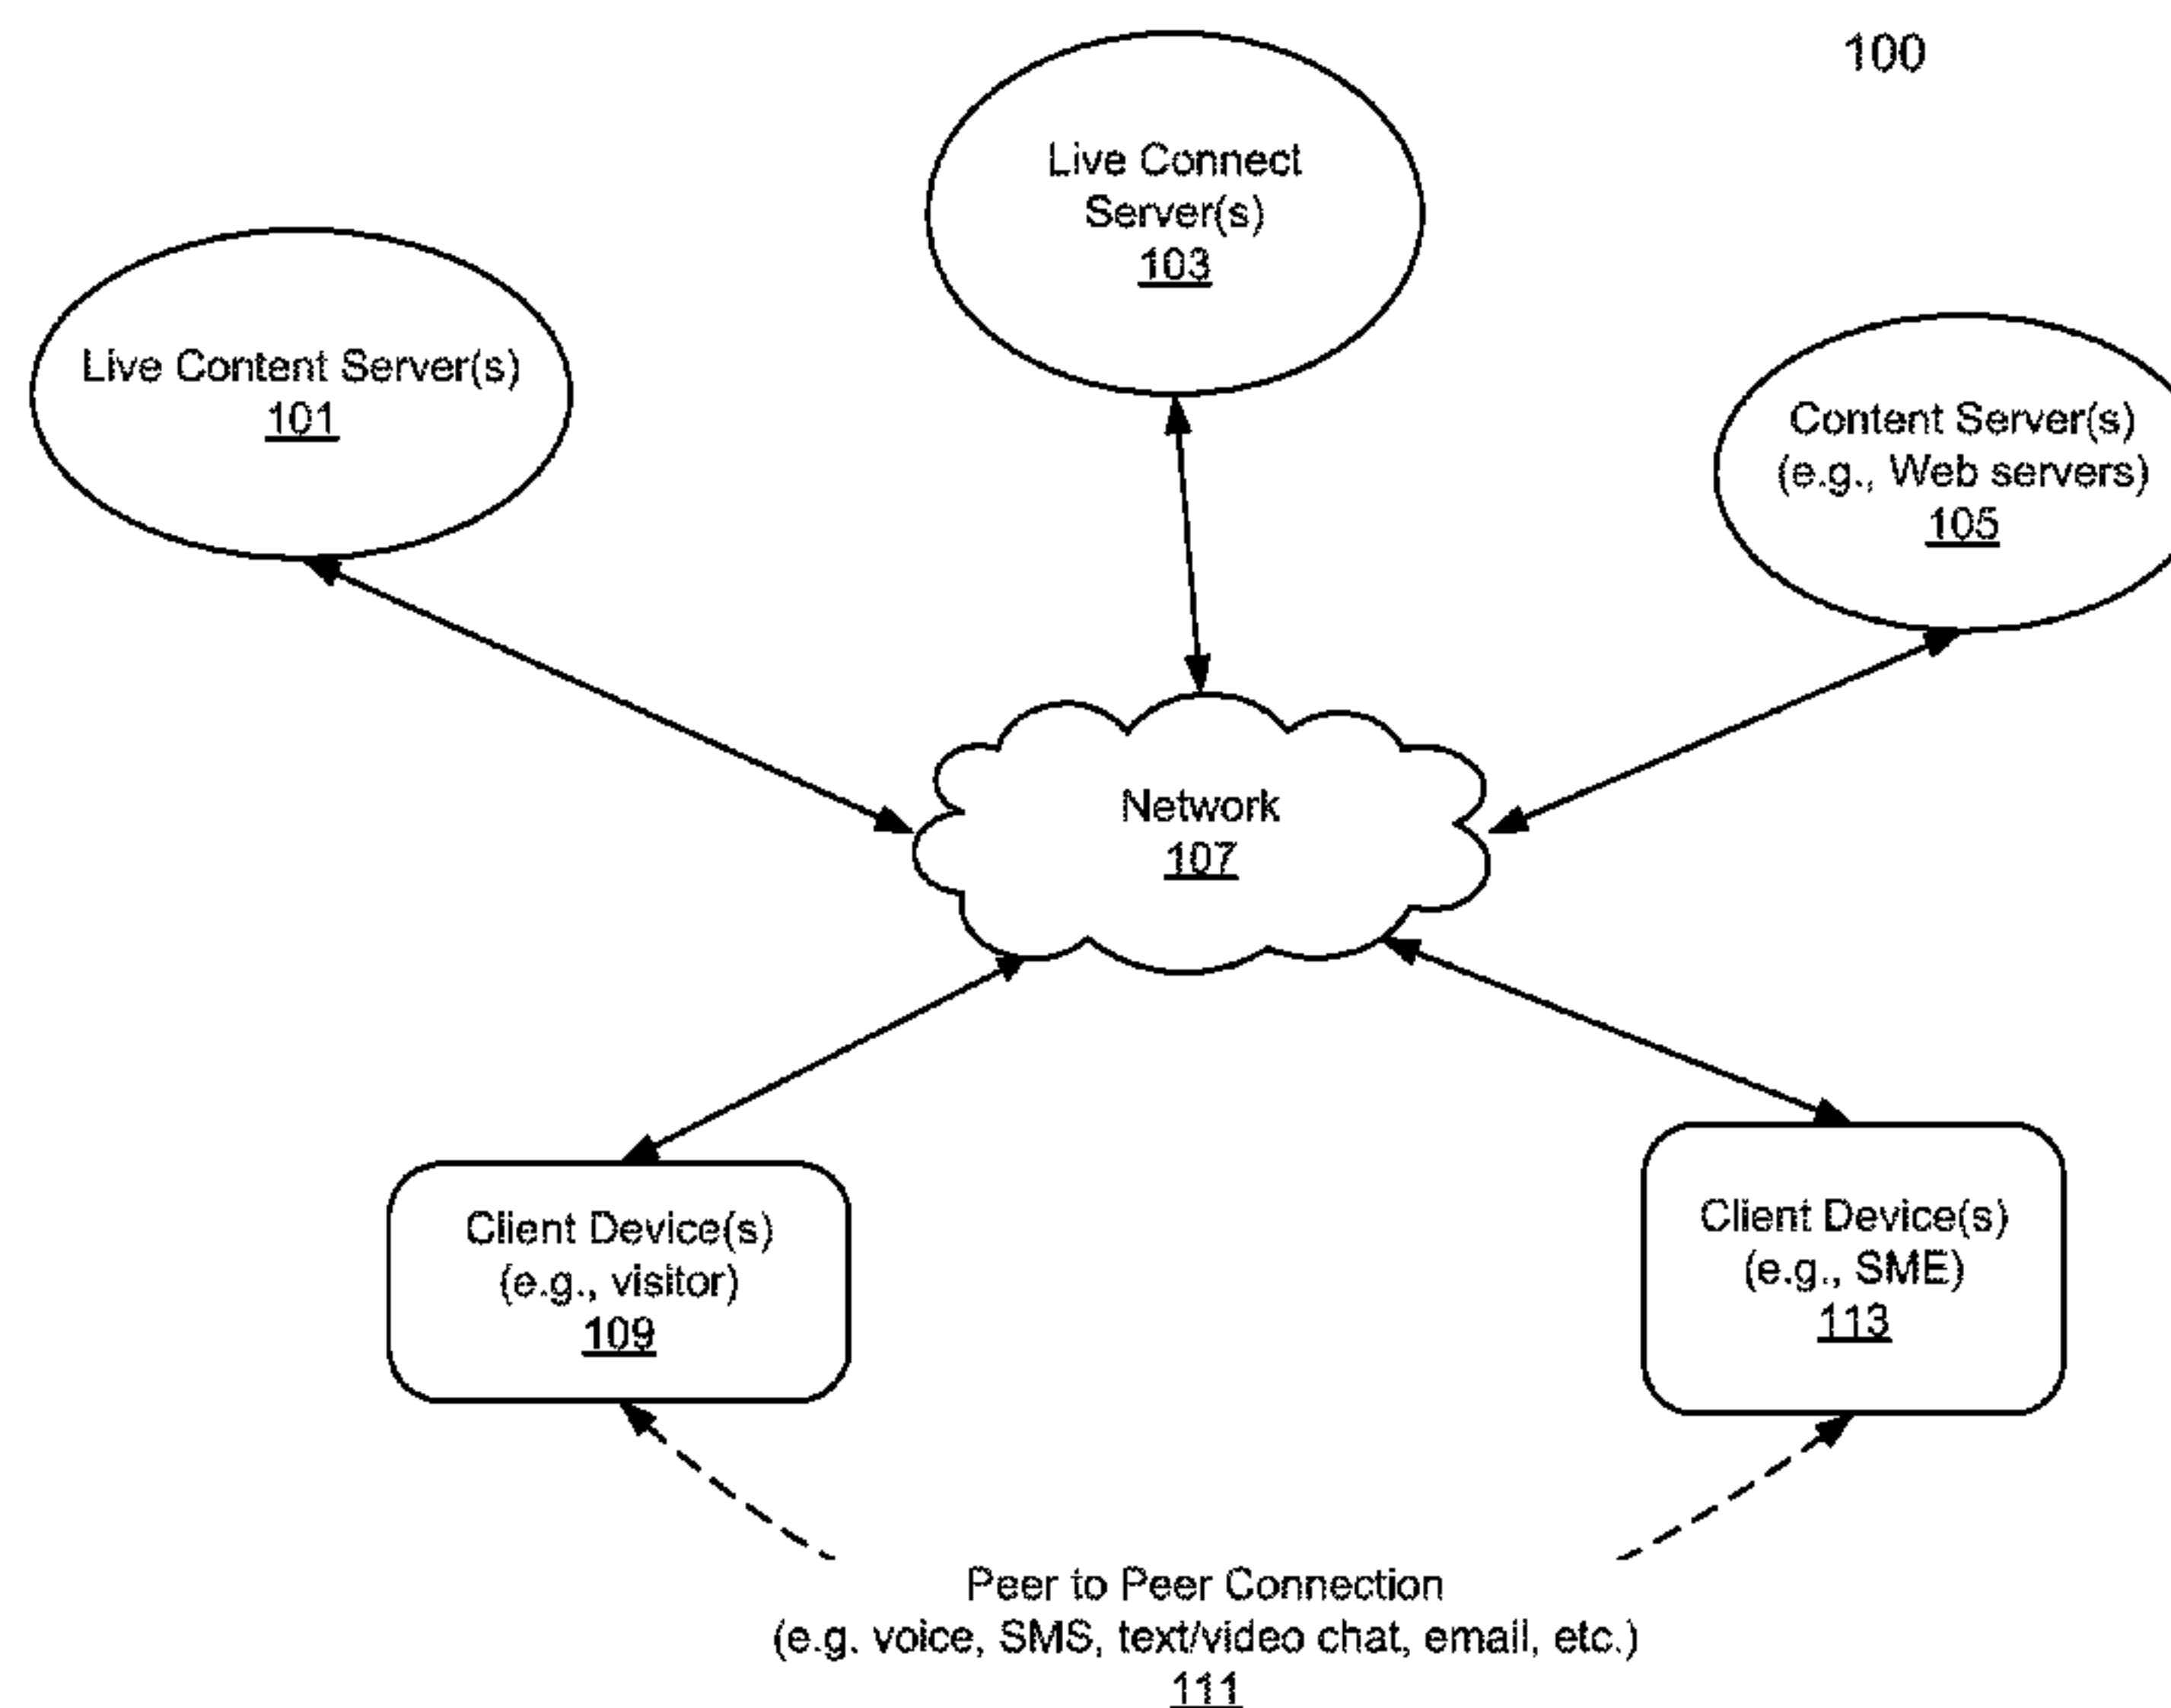 100
Live Connect
Server(s)
103
Live Content Server(s)
101
Content Server(s)
(e.g., Web servers)
105
Network
107
Client Device(s)
(e.g., visitor)
109
Client Device(s)
(e.g., SME)
113
Peer to Peer Connection
(e.g. voice, SMS, text/video chat, email, etc.)
111